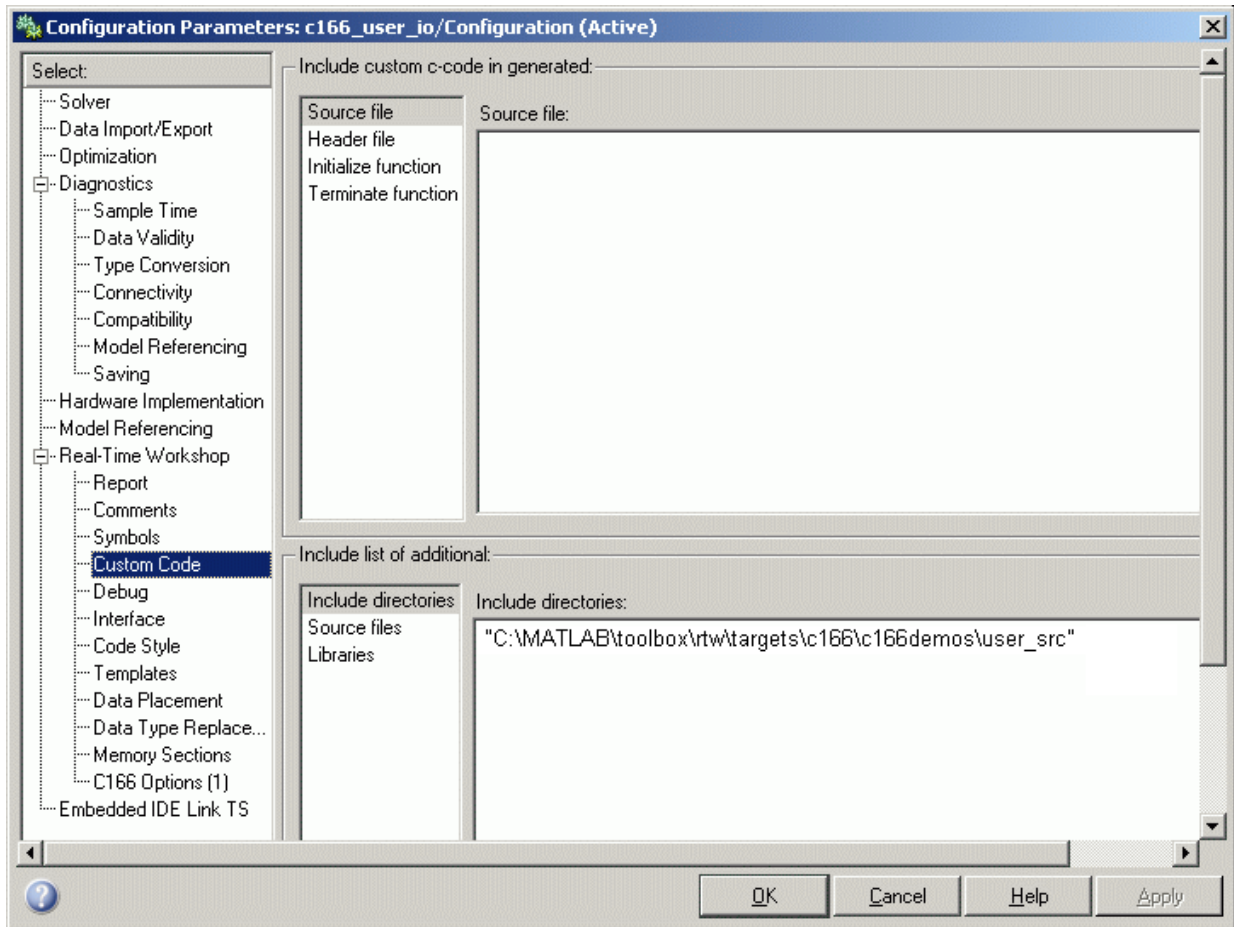 Configuration Parameters: c166_user_io/Configuration (Active)
Select:
Solver
Data Import/Export
Optimization
Diagnostics
Sample Time
Data Validity
Type Conversion
Connectivity
Compatibility
Model Referencing
Saving
Hardware Implementation
Model Referencing
Real-Time Workshop
Report
Comments
Symbols
Custom Code
Debug
Interface
Code Style
Templates
Data Placement
Data Type Replace...
Memory Sections
C166 Options (1)
Embedded IDE Link TS
Include custom c-code in generated:
Source file
Header file
Initialize function
Terminate function
Source file:
Include list of additional:
Include directories
Source files
Libraries
Include directories:
"C:\MATLAB\toolbox\rtw\targets\c166\c166demos\user_src"
OK
Cancel
Help
Apply